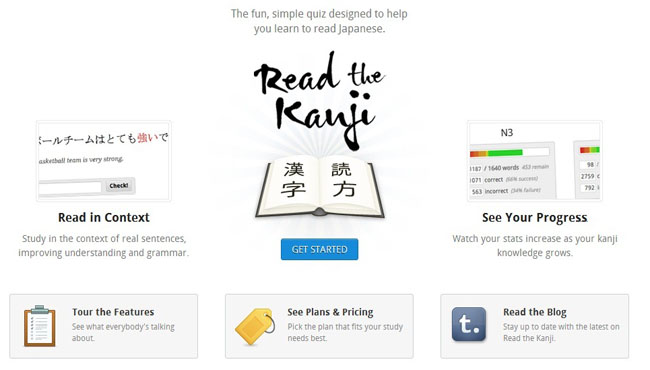 The fun, simple quiz designed to help
you learn to read Japanese.
Read the
Kanji
漢字
読方
GET STARTED
ボールチームはとても強いで
asketball team is very strong.
Check!
Read in Context
Study in the context of real sentences,
improving understanding and grammar.
N3
1187 / 1640 words 453 remain
1071 correct (66% success)
563 incorrect (34% failure)
98 /
2759 c
792 i
See Your Progress
Watch your stats increase as your kanji
knowledge grows.
Tour the Features
See what everybody's talking
about.
See Plans & Pricing
Pick the plan that fits your study
needs best.
t.
Read the Blog
Stay up to date with the latest on
Read the Kanji.